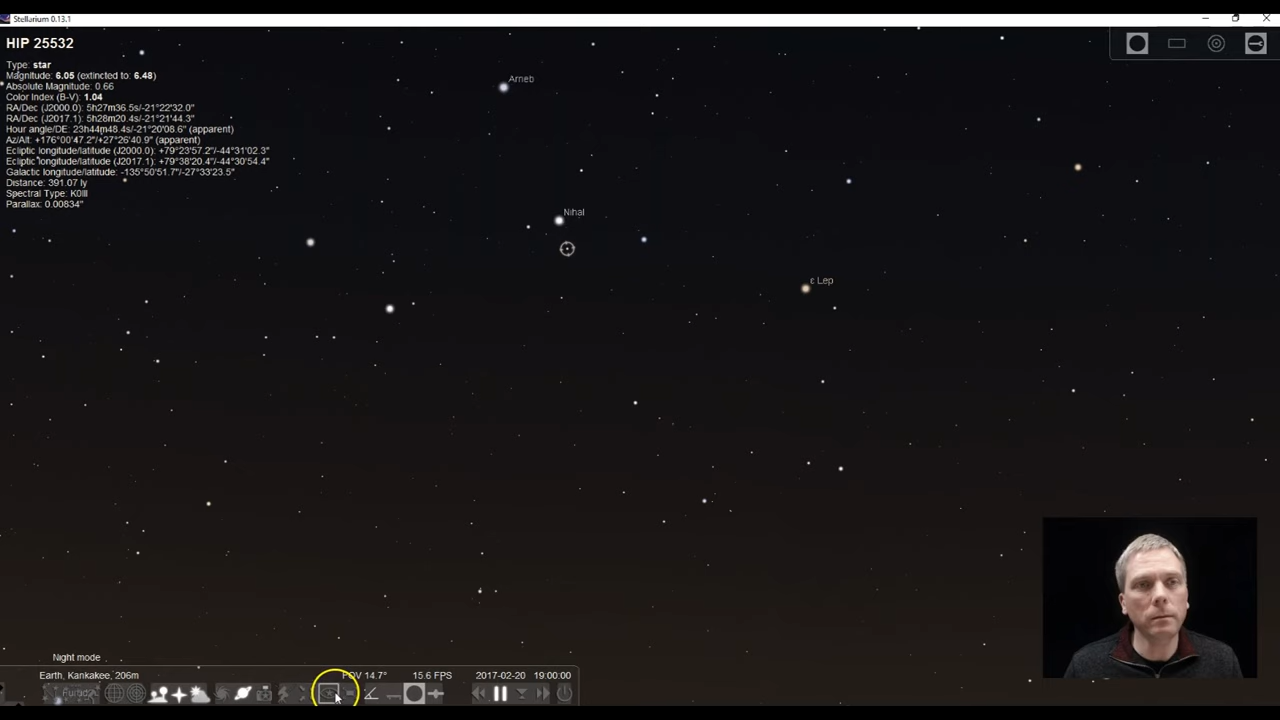 Stellarium 0.13.1
HIP 25532
Type: star
Magnitude: 6.05 (extincted to: 6.48)
Absolute Magnitude: 0.66
Color Index (B-V): 1.04
RA/Dec (J2000.0): 5h27m36.5s/-21°22'32.0"
RA/Dec (J2017.1): 5h28m20.4s/-21°21'44.3"
Hour angle/DE: 23h44m48.4s/-21°20'08.6" (apparent)
Az/Alt: +176°00'47.2"/+27°26'40.9" (apparent)
Ecliptic longitude/latitude (J2000.0): +79°23'57.2"/-44°31'02.3"
Ecliptic longitude/latitude (J2017.1): +79°38'20.4"/-44°30'54.4"
Galactic longitude/latitude: -135°50'51.7"/-27°33'23.5"
Distance: 391.07 ly
Spectral Type: K0III
Parallax: 0.00834"
Arneb
Nihal
ε Lep
Night mode
Earth, Kankakee, 206m
FOV 14.7°
15.6 FPS
2017-02-20
19:00:00